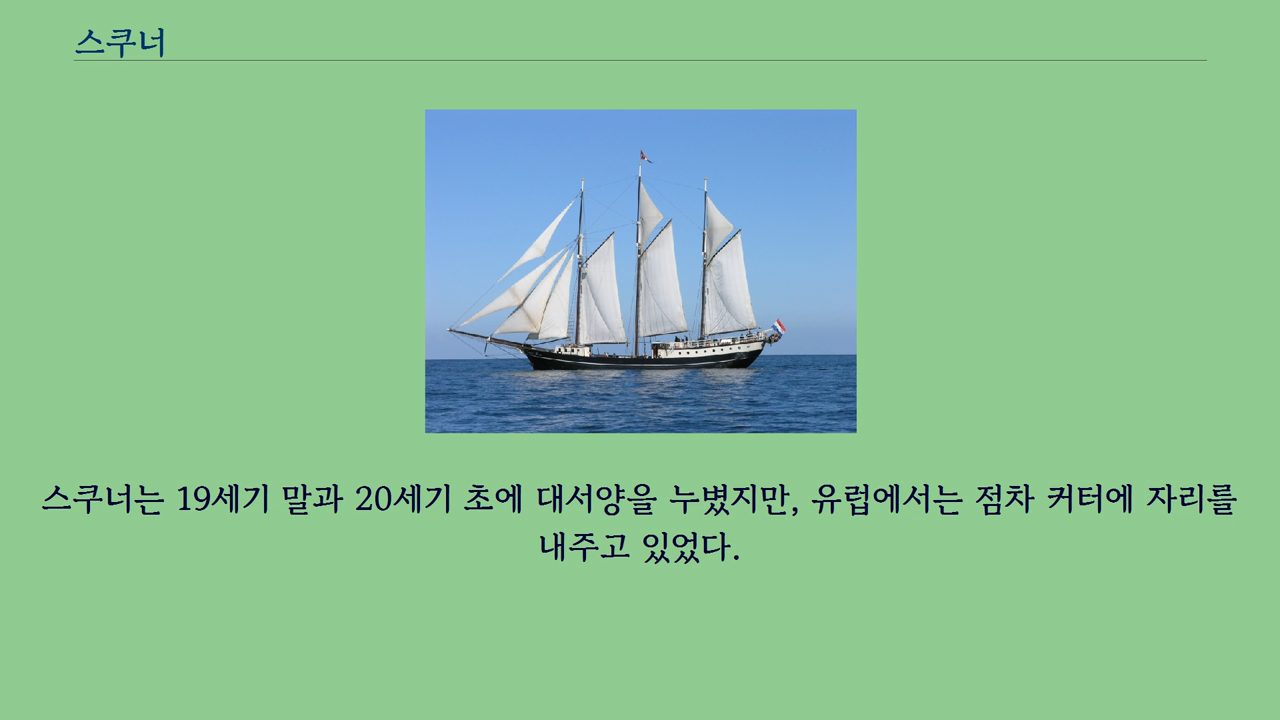 스쿠너
스쿠너는 19세기 말과 20세기 초에 대서양을 누볐지만, 유럽에서는 점차 커터에 자리를
내주고 있었다.